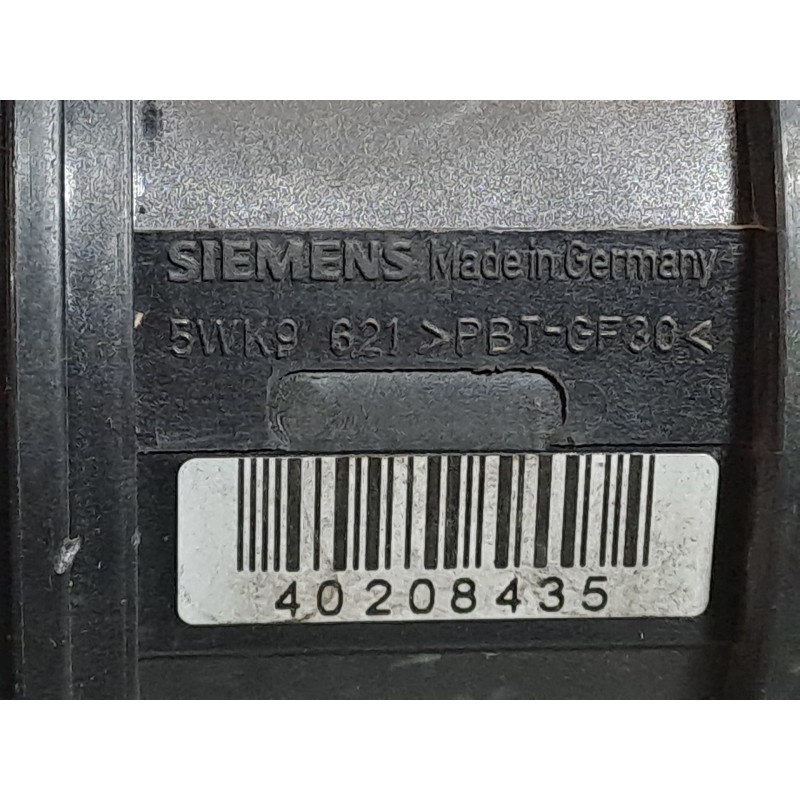 SIEMENS Made in Germany
5WK9 621 >PBT-GF30<
40208435